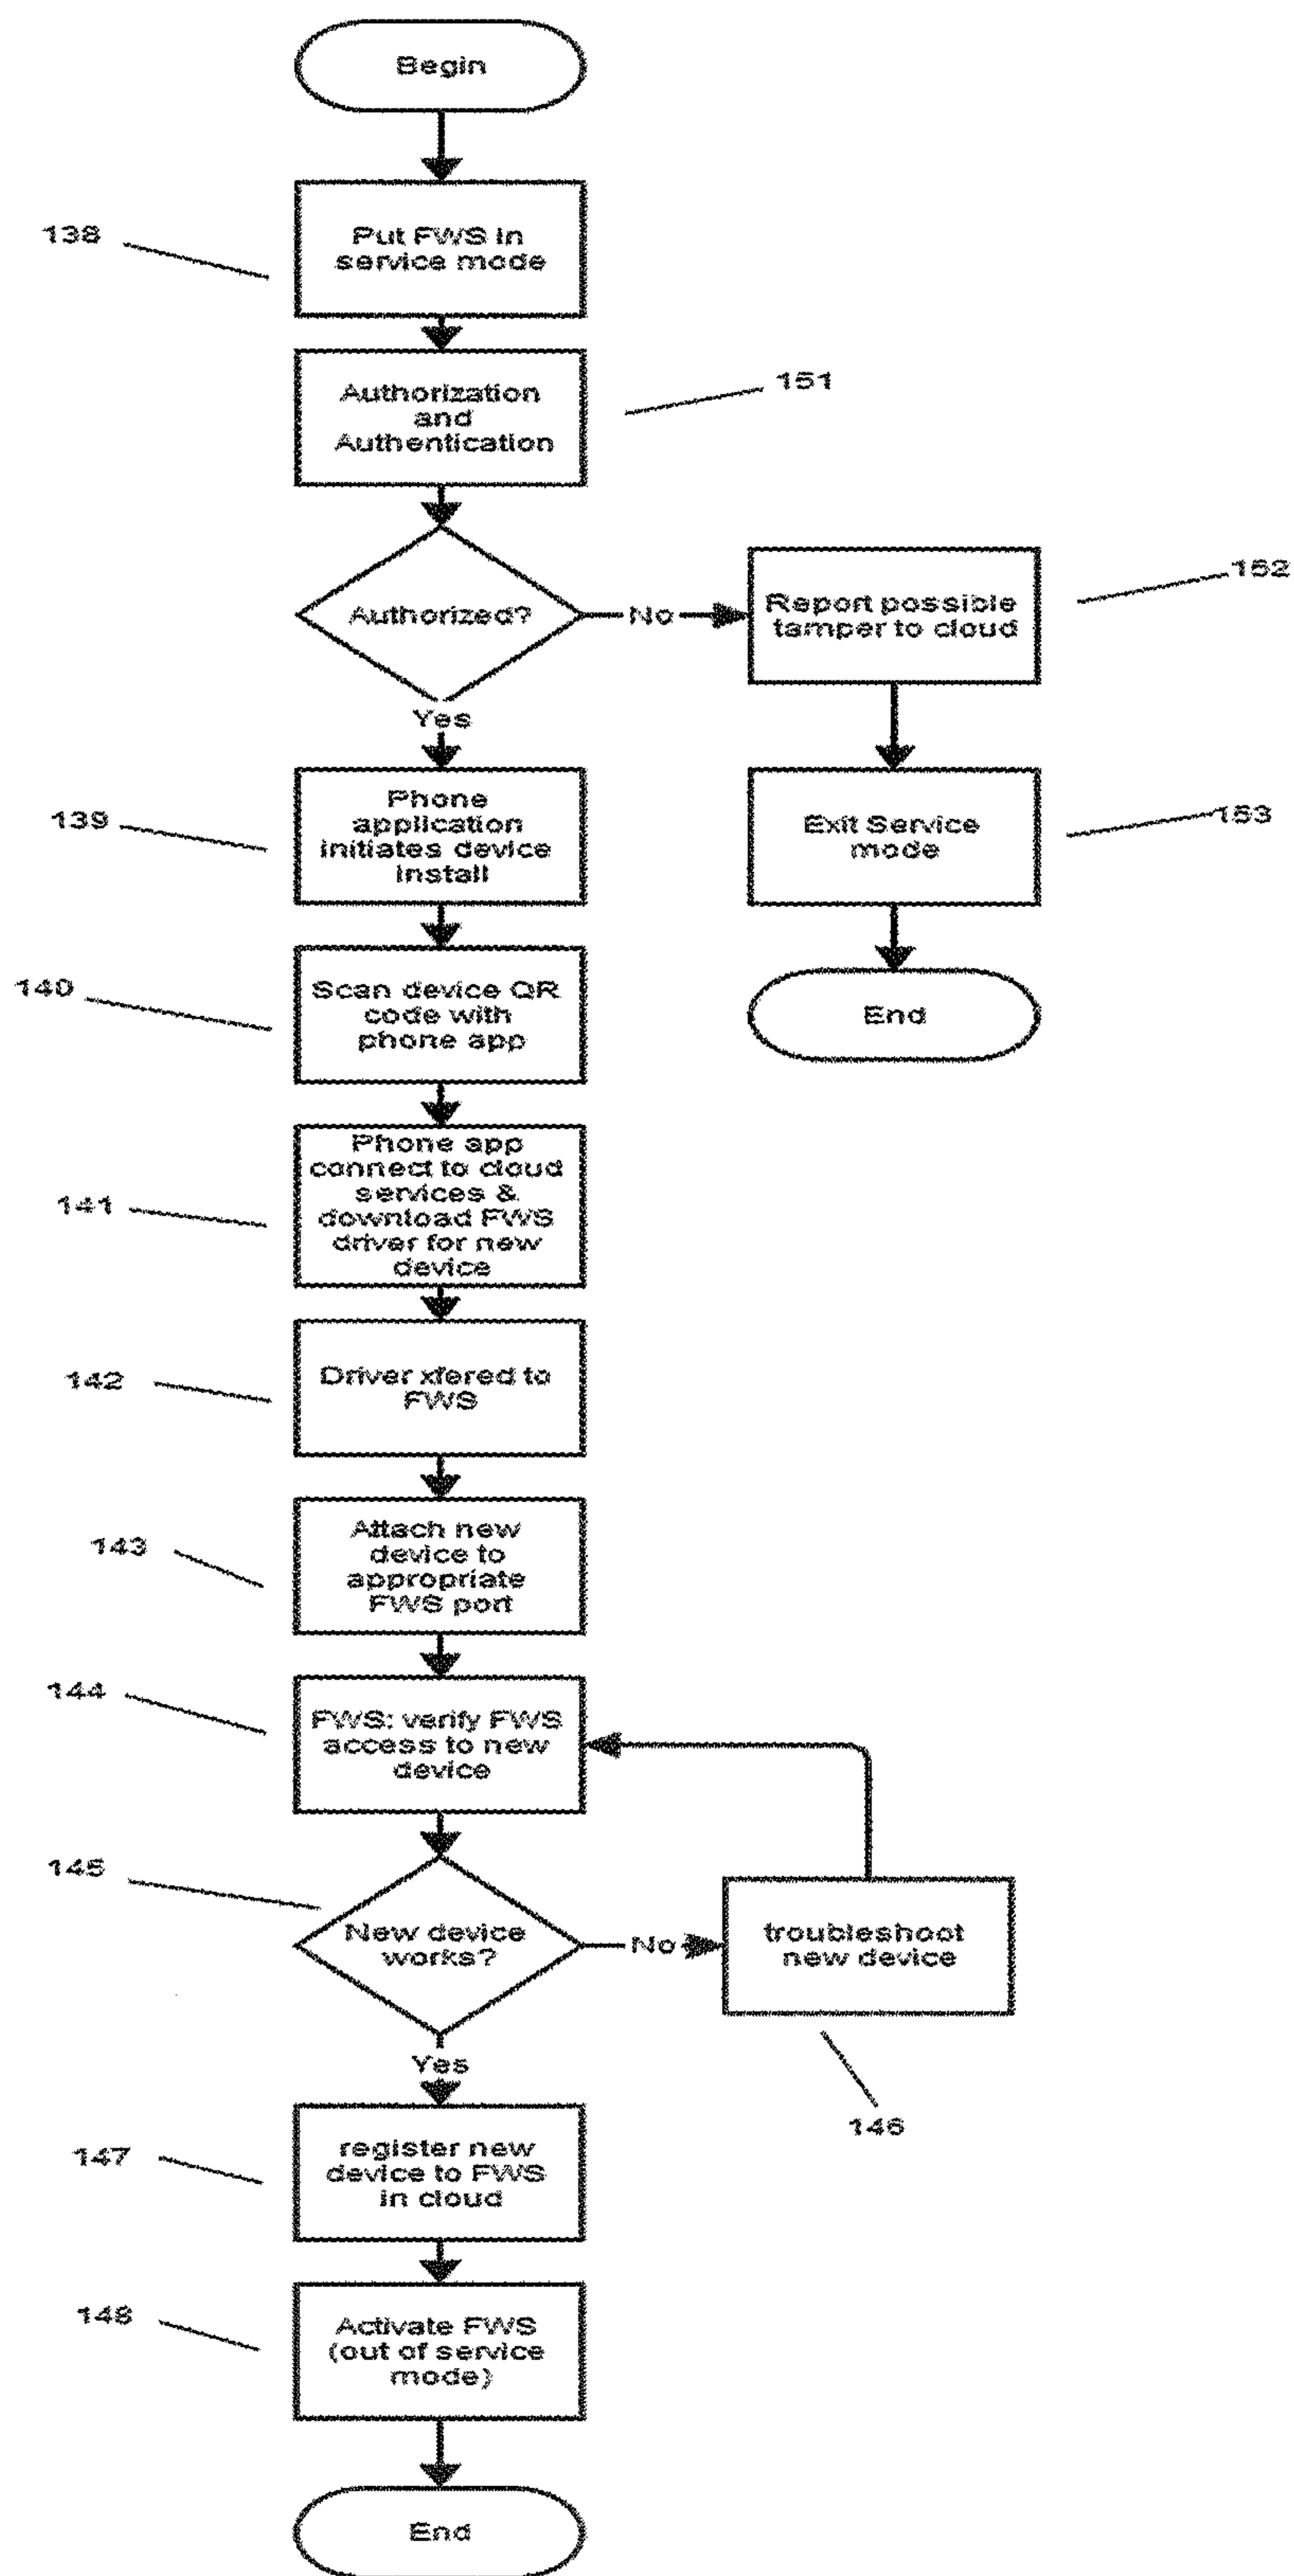 Begin
138
Put FWS in
service mode
Authorization
and
Authentication
151
Authorized?
No
Report possible
tamper to cloud
152
Yes
Phone
application
initiates device
install
139
Exit Service
mode
153
140
Scan device QR
code with
phone app
End
141
Phone app
connect to cloud
services &
download FWS
driver for new
device
142
Driver xfered to
FWS
143
Attach new
device to
appropriate
FWS port
144
FWS: verify FWS
access to new
device
145
New device
works?
No
troubleshoot
new device
146
Yes
147
register new
device to FWS
in cloud
148
Activate FWS
(out of service
mode)
End